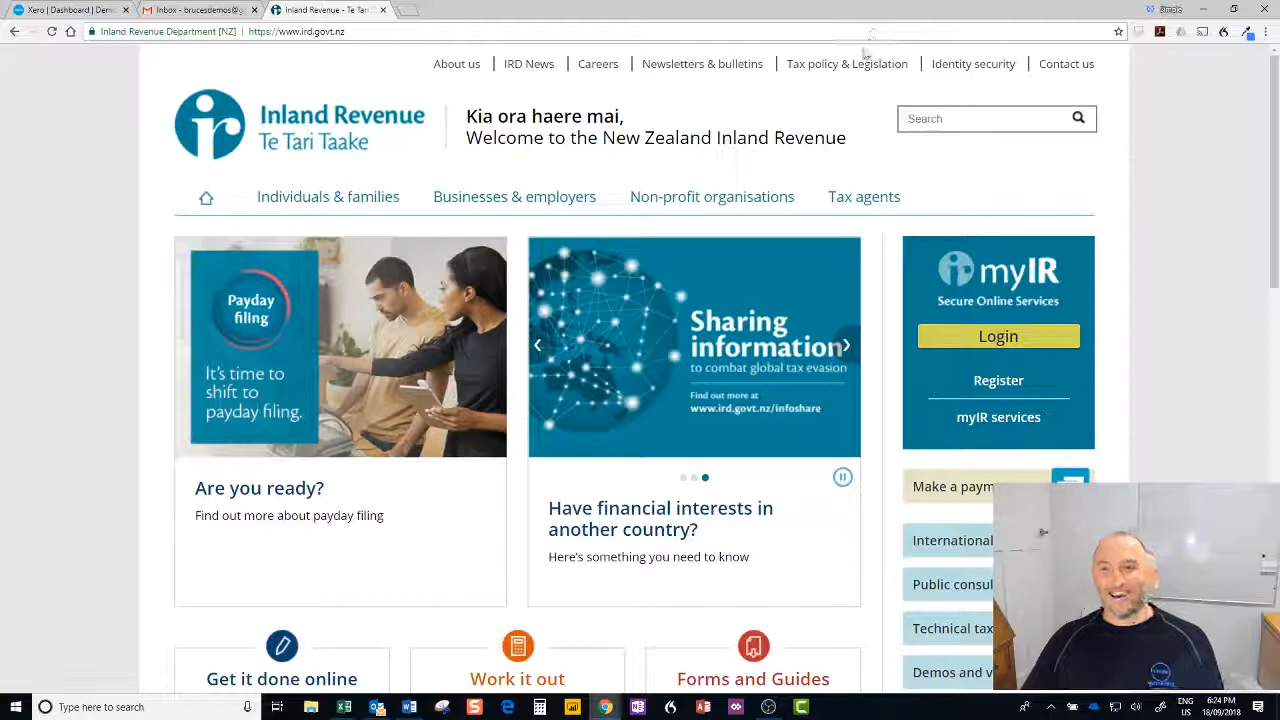 Xero | Dashboard | Demo
Inbox - brucesdemos@g
Inland Revenue - Te Tari
Bruce
Inland Revenue Department [NZ]
https://www.ird.govt.nz
About us
IRD News
Careers
Newsletters & bulletins
Tax policy & Legislation
Identity security
Contact us
Inland Revenue
Te Tari Taake
Kia ora haere mai,
Welcome to the New Zealand Inland Revenue
Search
Individuals & families
Businesses & employers
Non-profit organisations
Tax agents
Payday
filing
It's time to
shift to
payday filing.
Are you ready?
Find out more about payday filing
Sharing
information
to combat global tax evasion
Find out more at
www.ird.govt.nz/infoshare
Have financial interests in
another country?
Here's something you need to know
myIR
Secure Online Services
Login
Register
myIR services
Make a paym
International
Public consul
Technical tax
Demos and v
Get it done online
Work it out
Forms and Guides
Type here to search
ENG
US
6:24 PM
18/09/2018